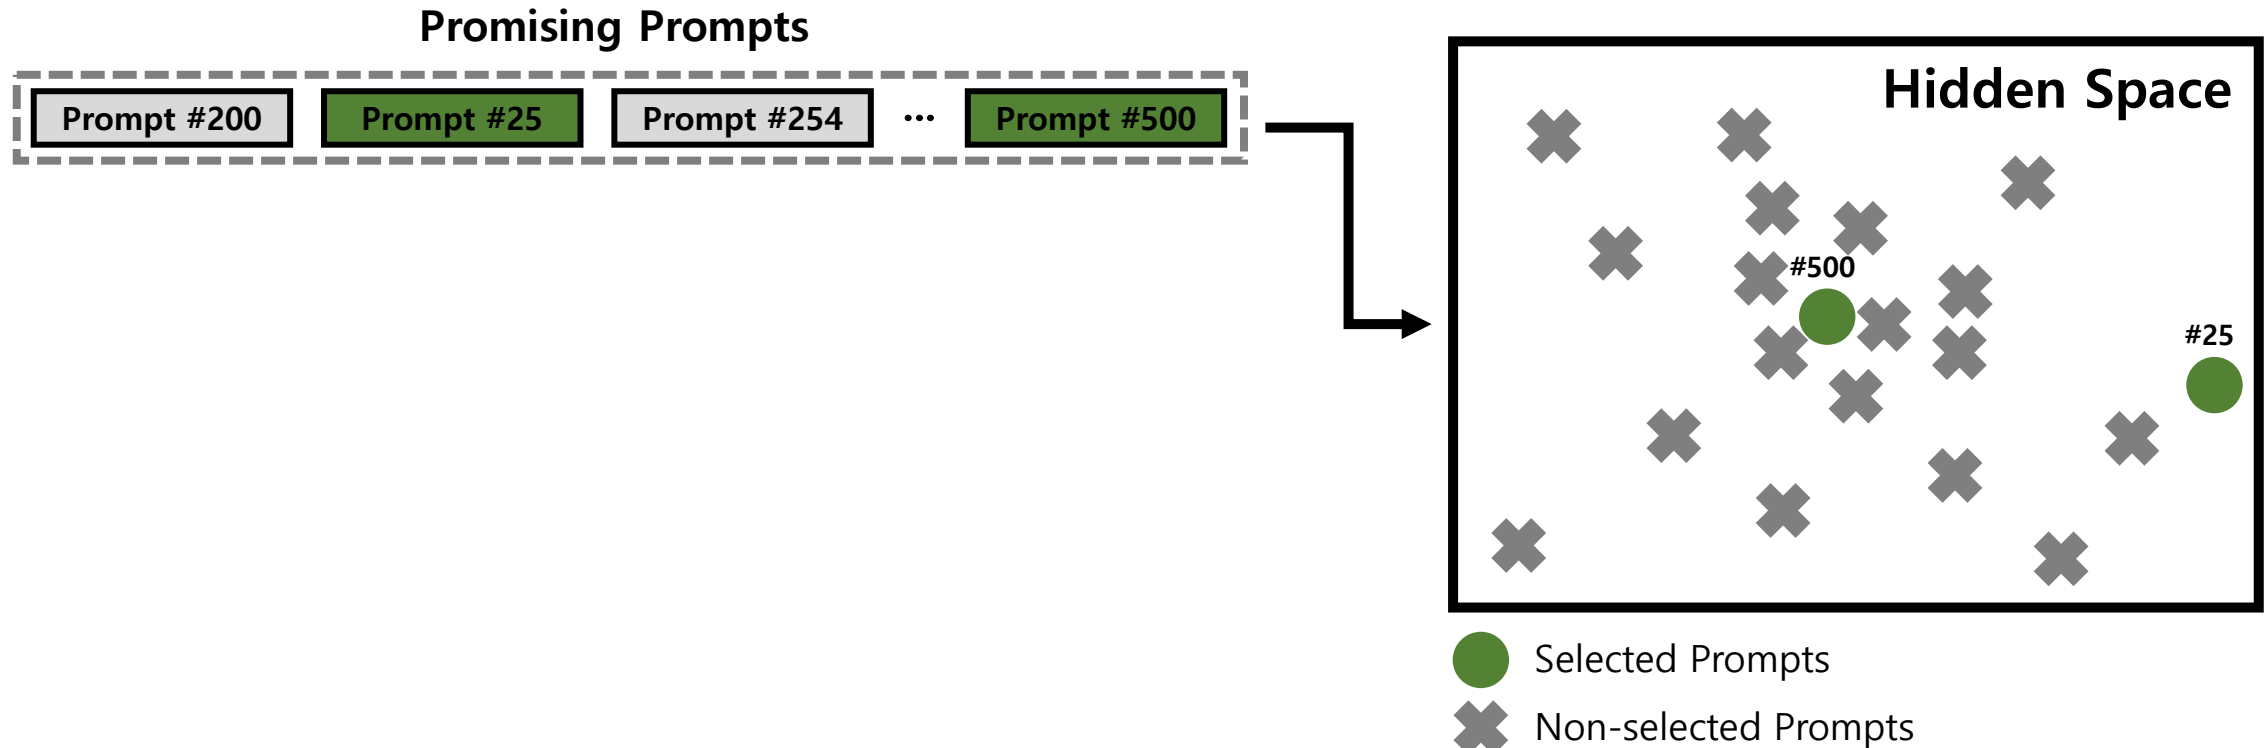 Promising Prompts
Prompt #200
Prompt #25
Prompt #254
...
Prompt #500
Hidden Space
#500
#25
Selected Prompts
Non-selected Prompts